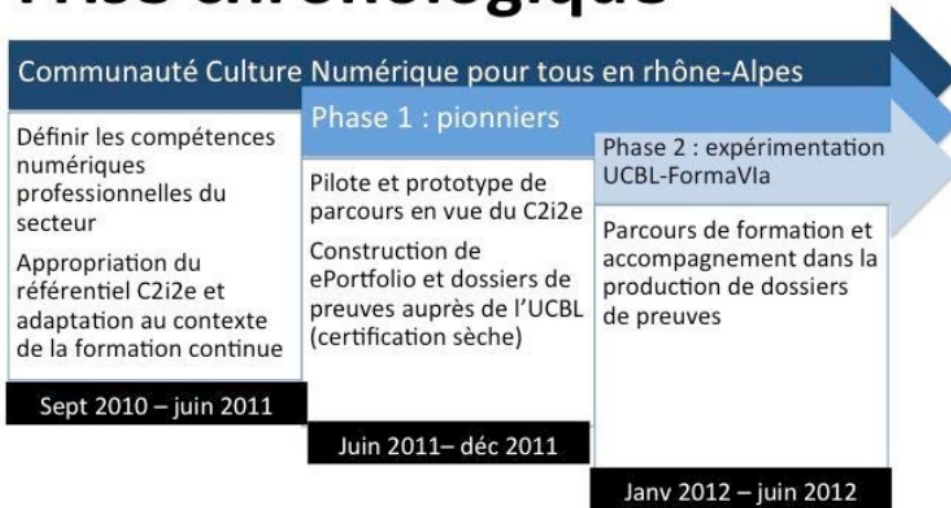 Frise chronologique
Communauté Culture Numérique pour tous en rhône-Alpes
Définir les compétences
numériques
professionnelles du
secteur
Appropriation du
référentiel C2i2e et
adaptation au contexte
de la formation continue
Sept 2010 – juin 2011
Phase 1 : pionniers
Pilote et prototype de
parcours en vue du C2i2e
Construction de
ePortfolio et dossiers de
preuves auprès de l'UCBL
(certification sèche)
Juin 2011– déc 2011
Phase 2 : expérimentation
UCBL-FormaVIa
Parcours de formation et
accompagnement dans la
production de dossiers
de preuves
Janv 2012 – juin 2012